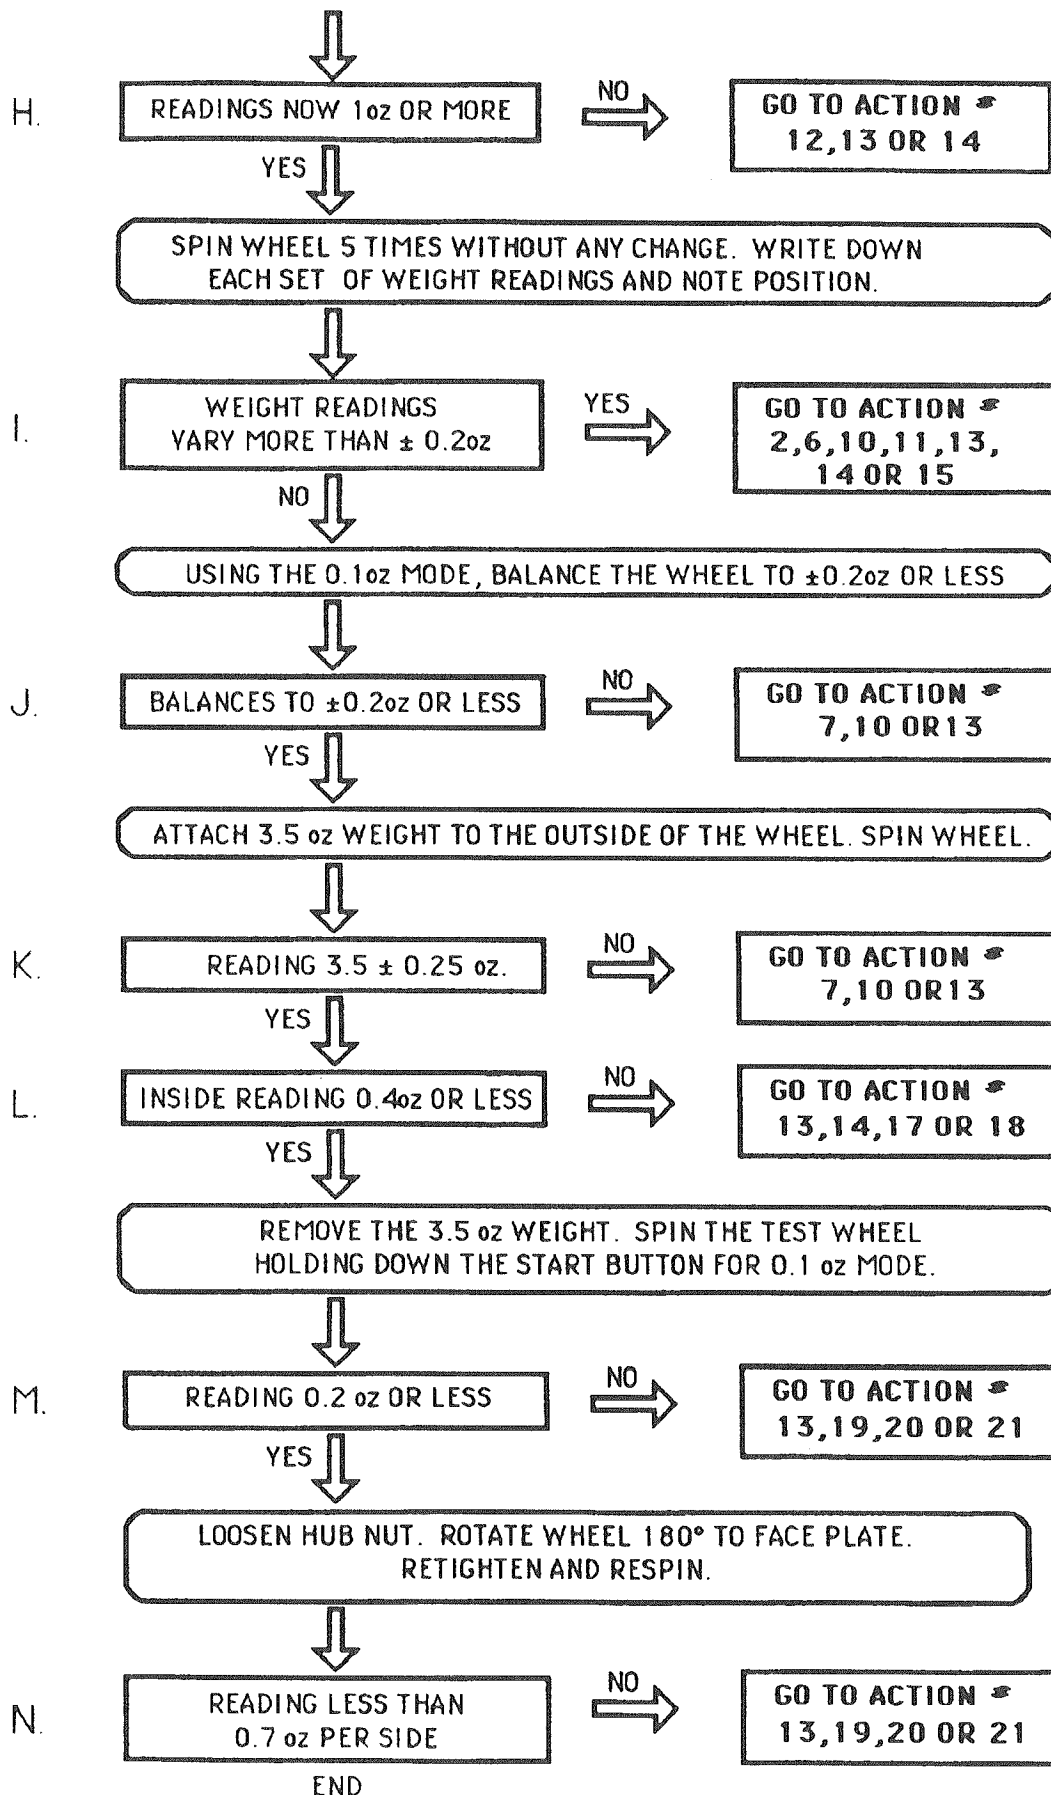 H.
READINGS NOW 1oz OR MORE
NO
GO TO ACTION #
12,13 OR 14
YES
SPIN WHEEL 5 TIMES WITHOUT ANY CHANGE. WRITE DOWN
EACH SET OF WEIGHT READINGS AND NOTE POSITION.
I.
WEIGHT READINGS
VARY MORE THAN ± 0.2oz
YES
GO TO ACTION #
2,6,10,11,13,
14 OR 15
NO
USING THE 0.1oz MODE, BALANCE THE WHEEL TO ±0.2oz OR LESS
J.
BALANCES TO ±0.2oz OR LESS
NO
GO TO ACTION #
7,10 OR13
YES
ATTACH 3.5 oz WEIGHT TO THE OUTSIDE OF THE WHEEL. SPIN WHEEL.
K.
READING 3.5 ± 0.25 oz.
NO
GO TO ACTION #
7,10 OR13
YES
L.
INSIDE READING 0.4oz OR LESS
NO
GO TO ACTION #
13,14,17 OR 18
YES
REMOVE THE 3.5 oz WEIGHT. SPIN THE TEST WHEEL
HOLDING DOWN THE START BUTTON FOR 0.1 oz MODE.
M.
READING 0.2 oz OR LESS
NO
GO TO ACTION #
13,19,20 OR 21
YES
LOOSEN HUB NUT. ROTATE WHEEL 180° TO FACE PLATE.
RETIGHTEN AND RESPIN.
N.
READING LESS THAN
0.7 oz PER SIDE
NO
GO TO ACTION #
13,19,20 OR 21
END